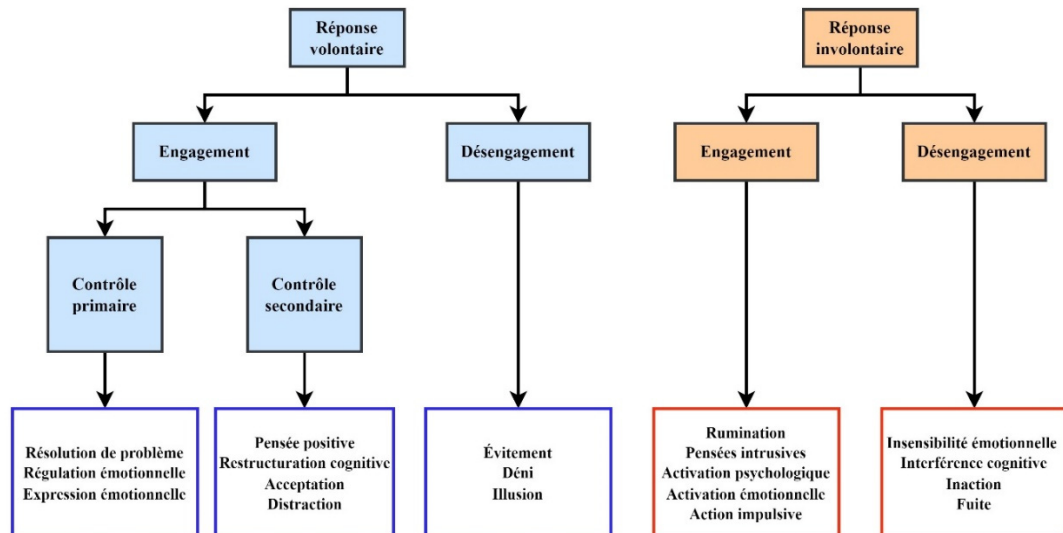 Réponse
volontaire
Réponse
involontaire
Engagement
Désengagement
Engagement
Désengagement
Contrôle
primaire
Contrôle
secondaire
Résolution de problème
Régulation émotionnelle
Expression émotionnelle
Pensée positive
Restructuration cognitive
Acceptation
Distraction
Évitement
Déni
Illusion
Rumination
Pensées intrusives
Activation psychologique
Activation émotionnelle
Action impulsive
Insensibilité émotionnelle
Interférence cognitive
Inaction
Fuite